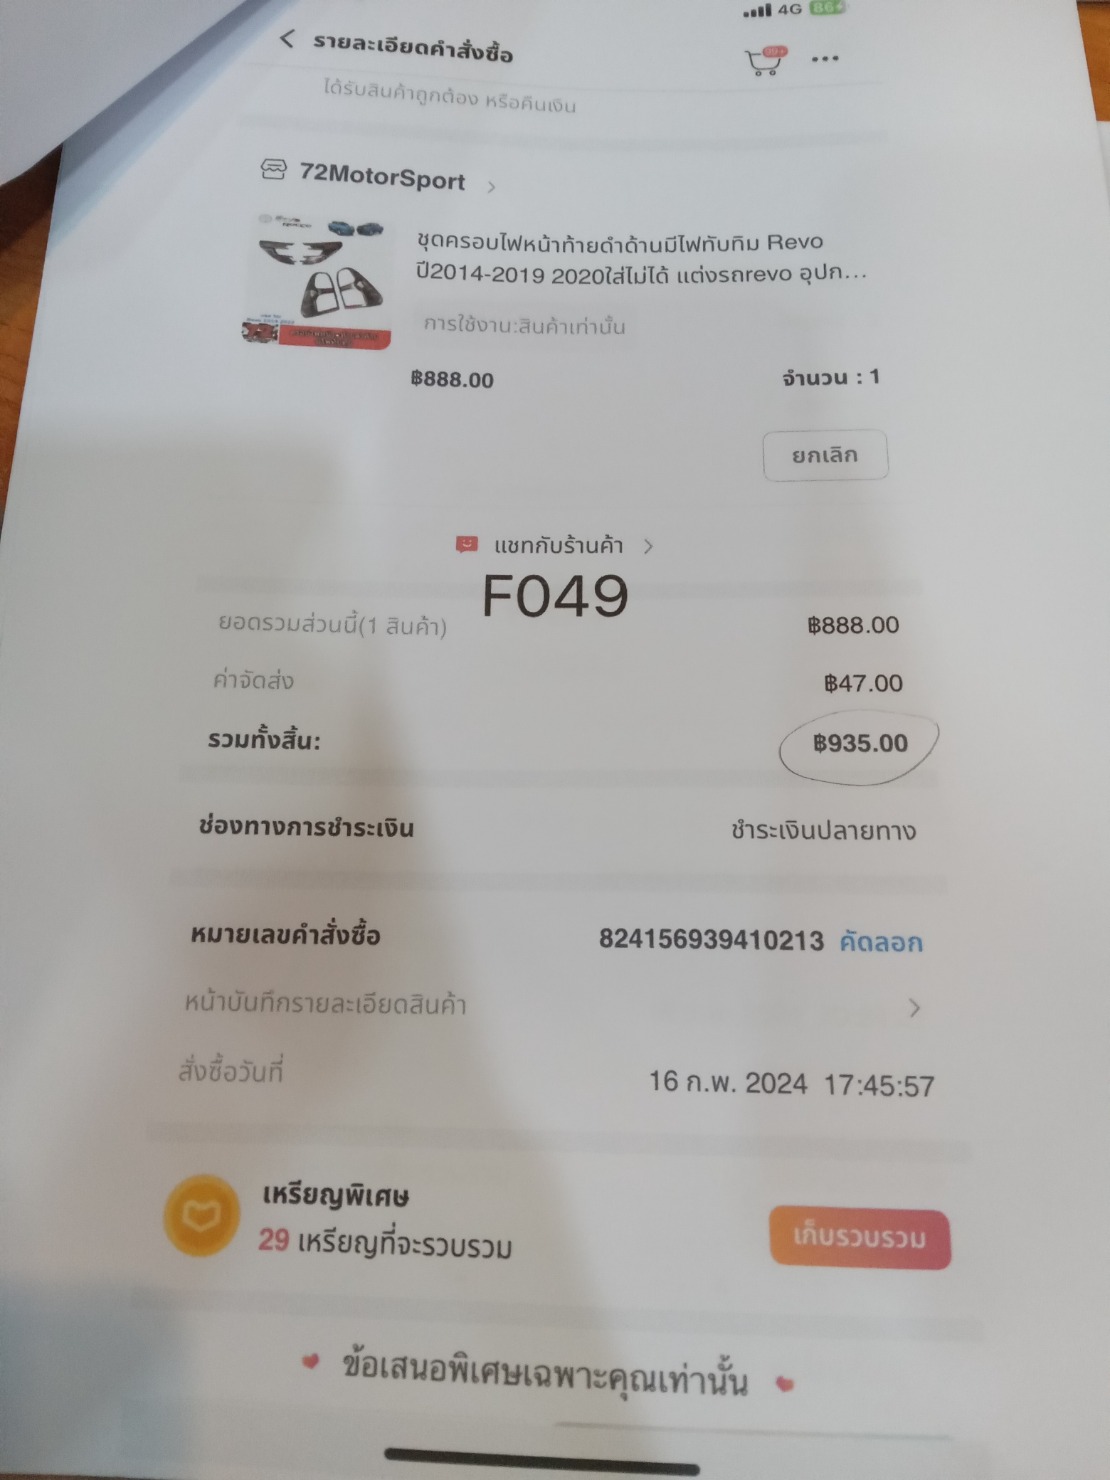 4G 86
รายละเอียดคำสั่งซื้อ
99+
ได้รับสินค้าถูกต้อง หรือคืนเงิน
72MotorSport
ชุดครอบไฟหน้าท้ายดำด้านมีไฟทับทิม Revo
ปี2014-2019 2020ใส่ไม่ได้ แต่งรถrevo อุปก...
การใช้งาน:สินค้าเท่านั้น
฿888.00 จำนวน : 1
ยกเลิก
แชทกับร้านค้า
F049
ยอดรวมส่วนนี้(1 สินค้า) ฿888.00
ค่าจัดส่ง ฿47.00
รวมทั้งสิ้น: ฿935.00
ช่องทางการชำระเงิน ชำระเงินปลายทาง
หมายเลขคำสั่งซื้อ 824156939410213 คัดลอก
หน้าบันทึกรายละเอียดสินค้า
สั่งซื้อวันที่ 16 ก.พ. 2024 17:45:57
เหรียญพิเศษ
29 เหรียญที่จะรวบรวม
เก็บรวบรวม
ข้อเสนอพิเศษเฉพาะคุณเท่านั้น